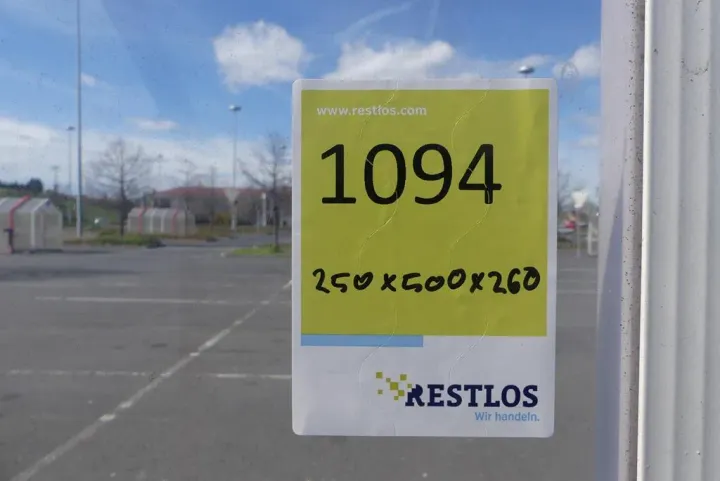 www.restlos.com
1094
250x500x260
RESTLOS
Wir handeln.